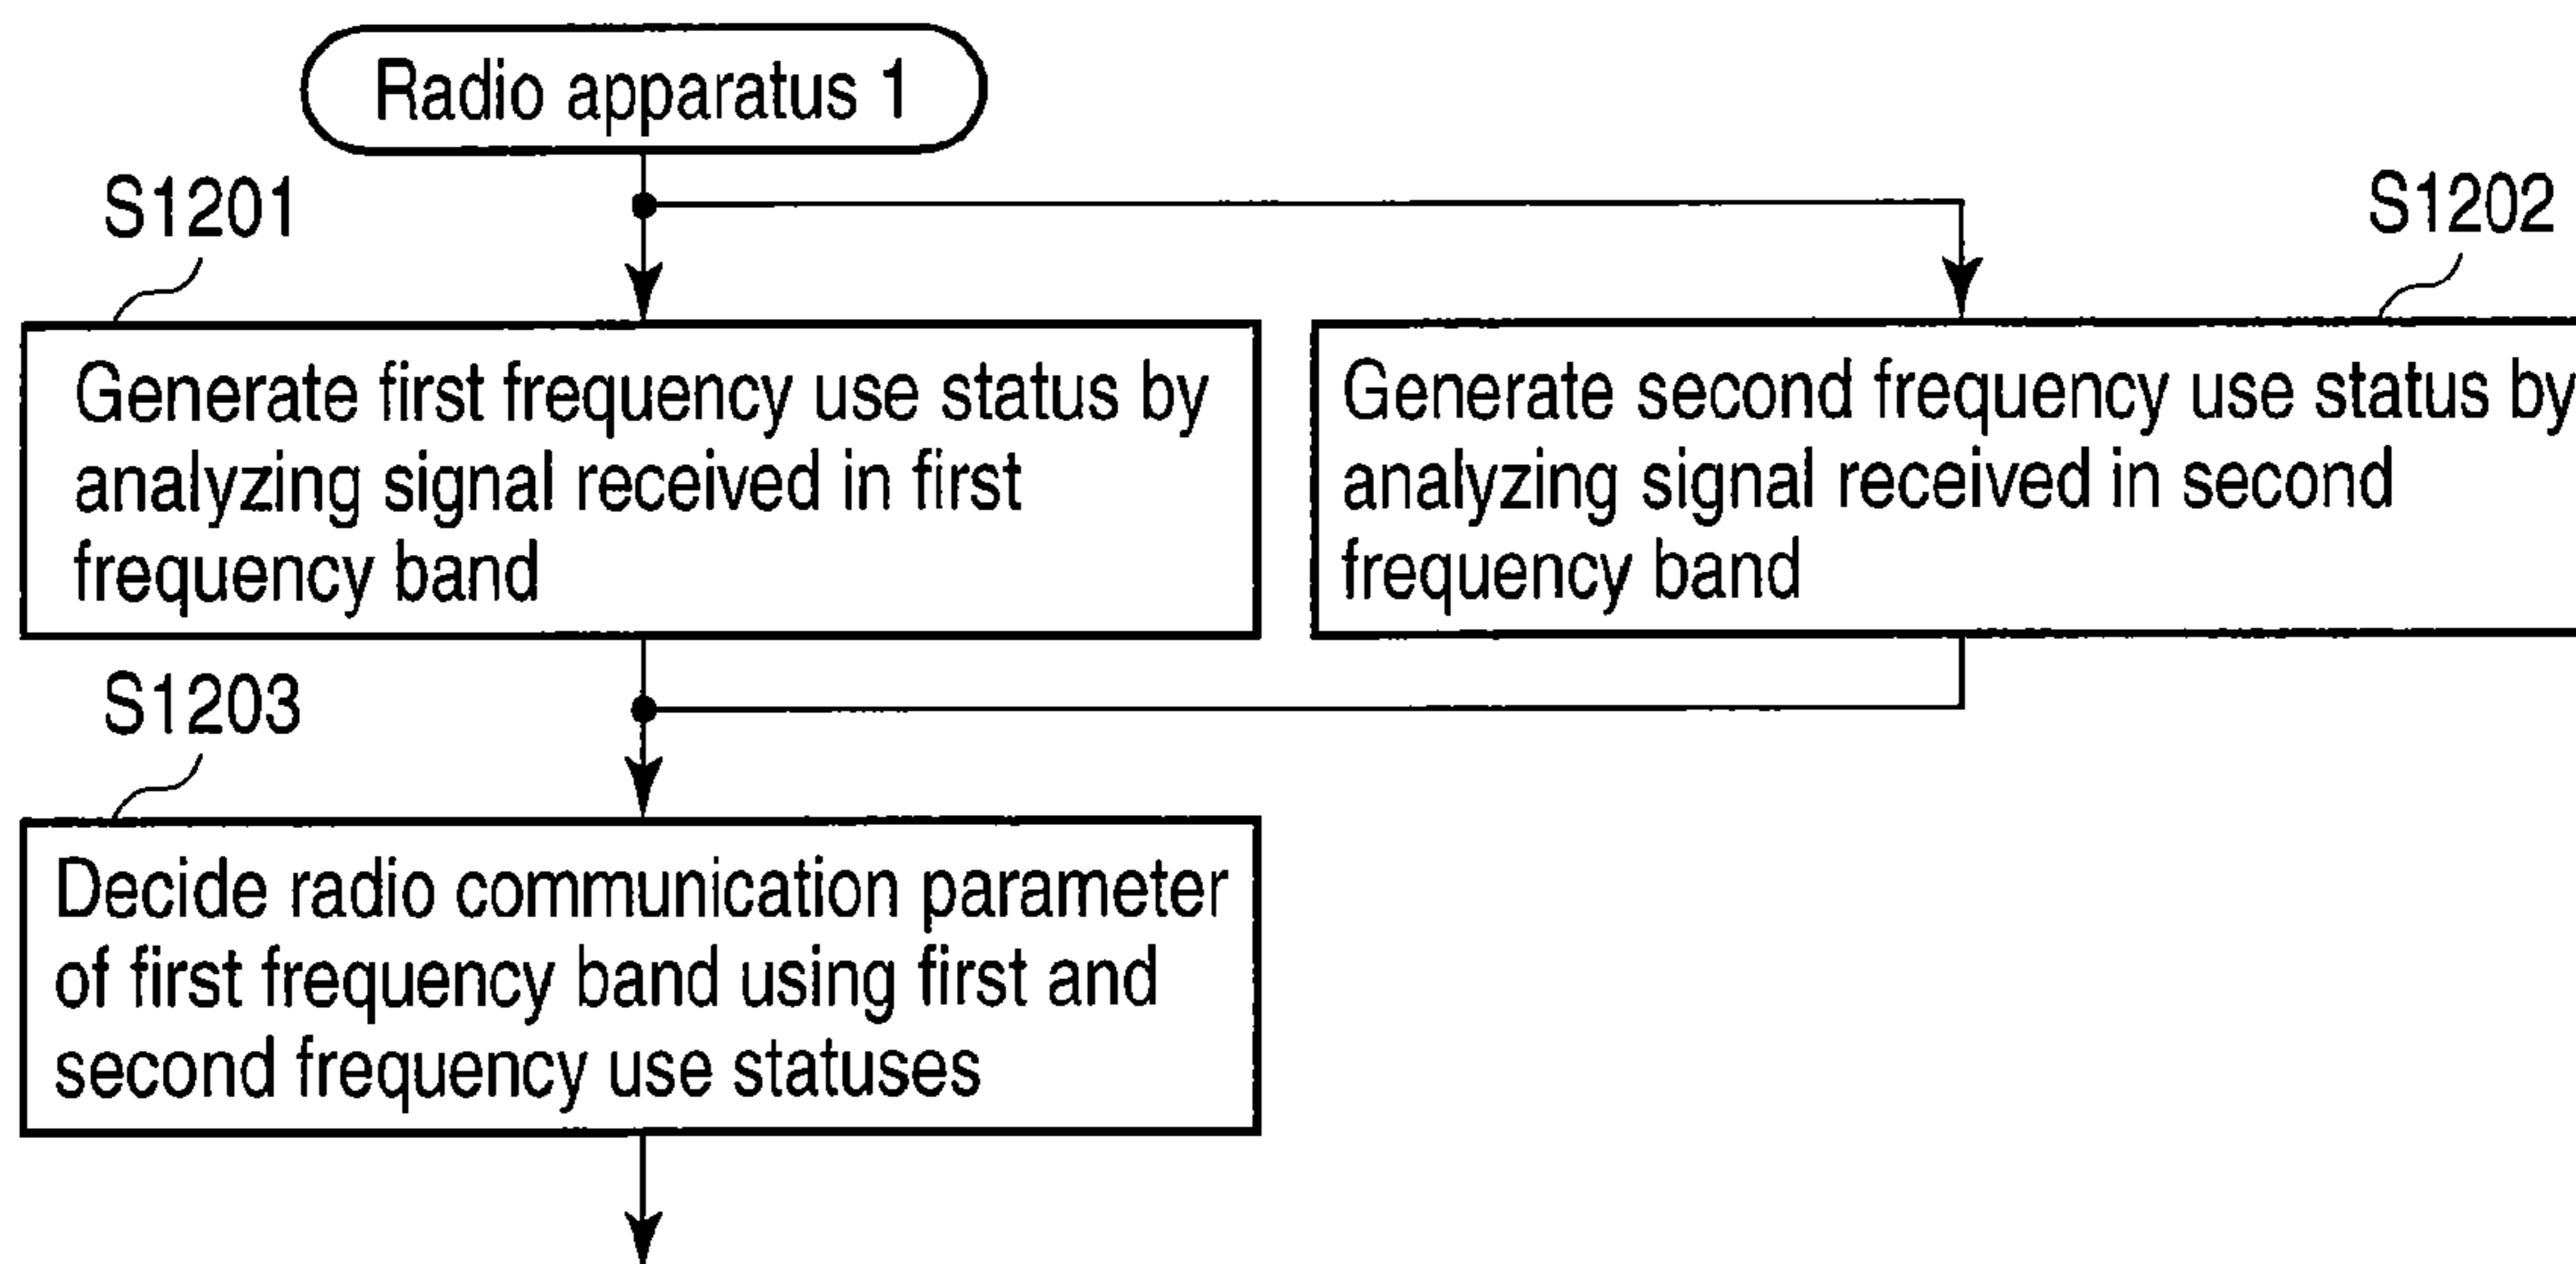 Radio apparatus 1
S1201
S1202
Generate first frequency use status by
analyzing signal received in first
frequency band
Generate second frequency use status by
analyzing signal received in second
frequency band
S1203
Decide radio communication parameter
of first frequency band using first and
second frequency use statuses